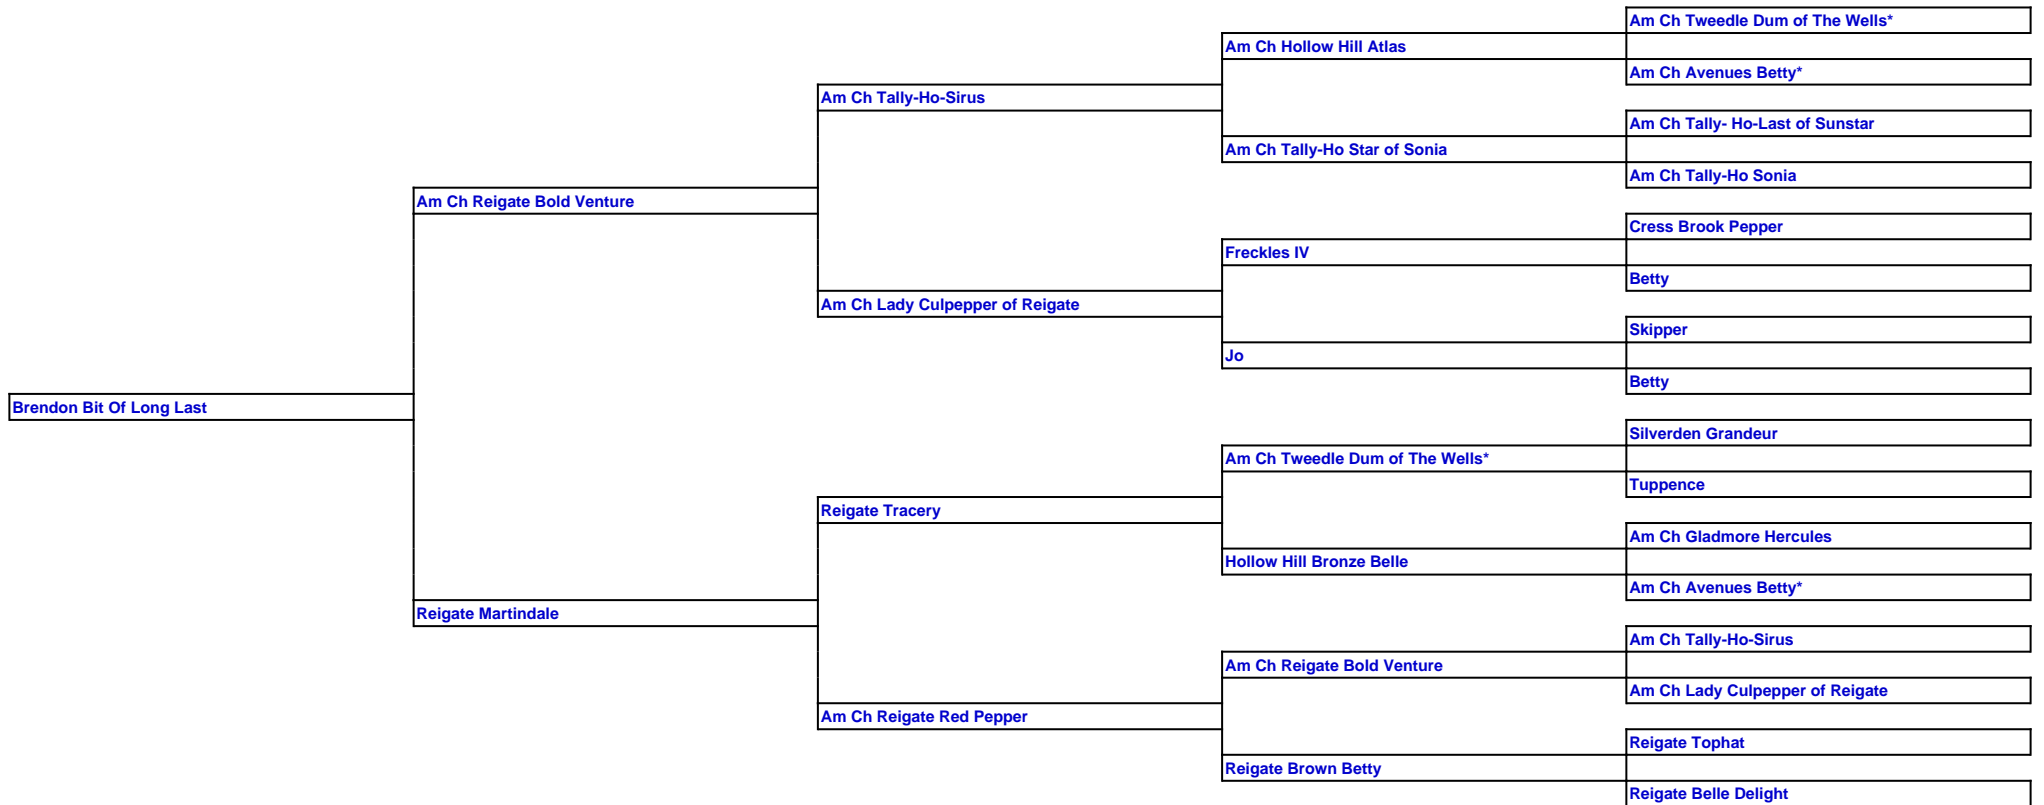 Am Ch Tweedle Dum of The Wells*
Am Ch Hollow Hill Atlas
Am Ch Avenues Betty*
Am Ch Tally-Ho-Sirus
Am Ch Tally- Ho-Last of Sunstar
Am Ch Tally-Ho Star of Sonia
Am Ch Tally-Ho Sonia
Am Ch Reigate Bold Venture
Cress Brook Pepper
Freckles IV
Betty
Am Ch Lady Culpepper of Reigate
Skipper
Jo
Betty
Brendon Bit Of Long Last
Silverden Grandeur
Am Ch Tweedle Dum of The Wells*
Tuppence
Reigate Tracery
Am Ch Gladmore Hercules
Hollow Hill Bronze Belle
Am Ch Avenues Betty*
Reigate Martindale
Am Ch Tally-Ho-Sirus
Am Ch Reigate Bold Venture
Am Ch Lady Culpepper of Reigate
Am Ch Reigate Red Pepper
Reigate Tophat
Reigate Brown Betty
Reigate Belle Delight